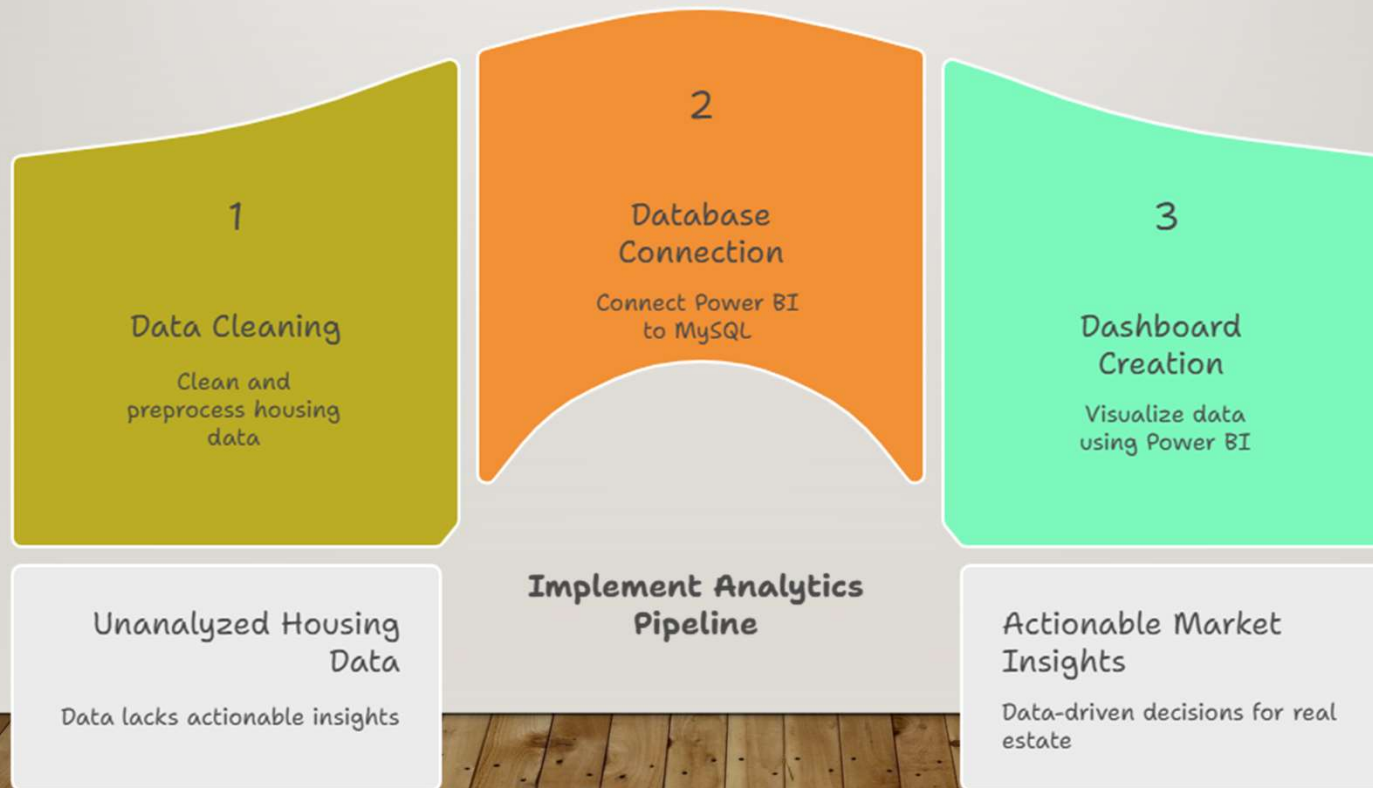 1
Data Cleaning
Clean and
preprocess housing
data
2
Database
Connection
Connect Power BI
to MySQL
3
Dashboard
Creation
Visualize data
using Power BI
Unanalyzed Housing
Data
Data lacks actionable insights
Implement Analytics
Pipeline
Actionable Market
Insights
Data-driven decisions for real
estate